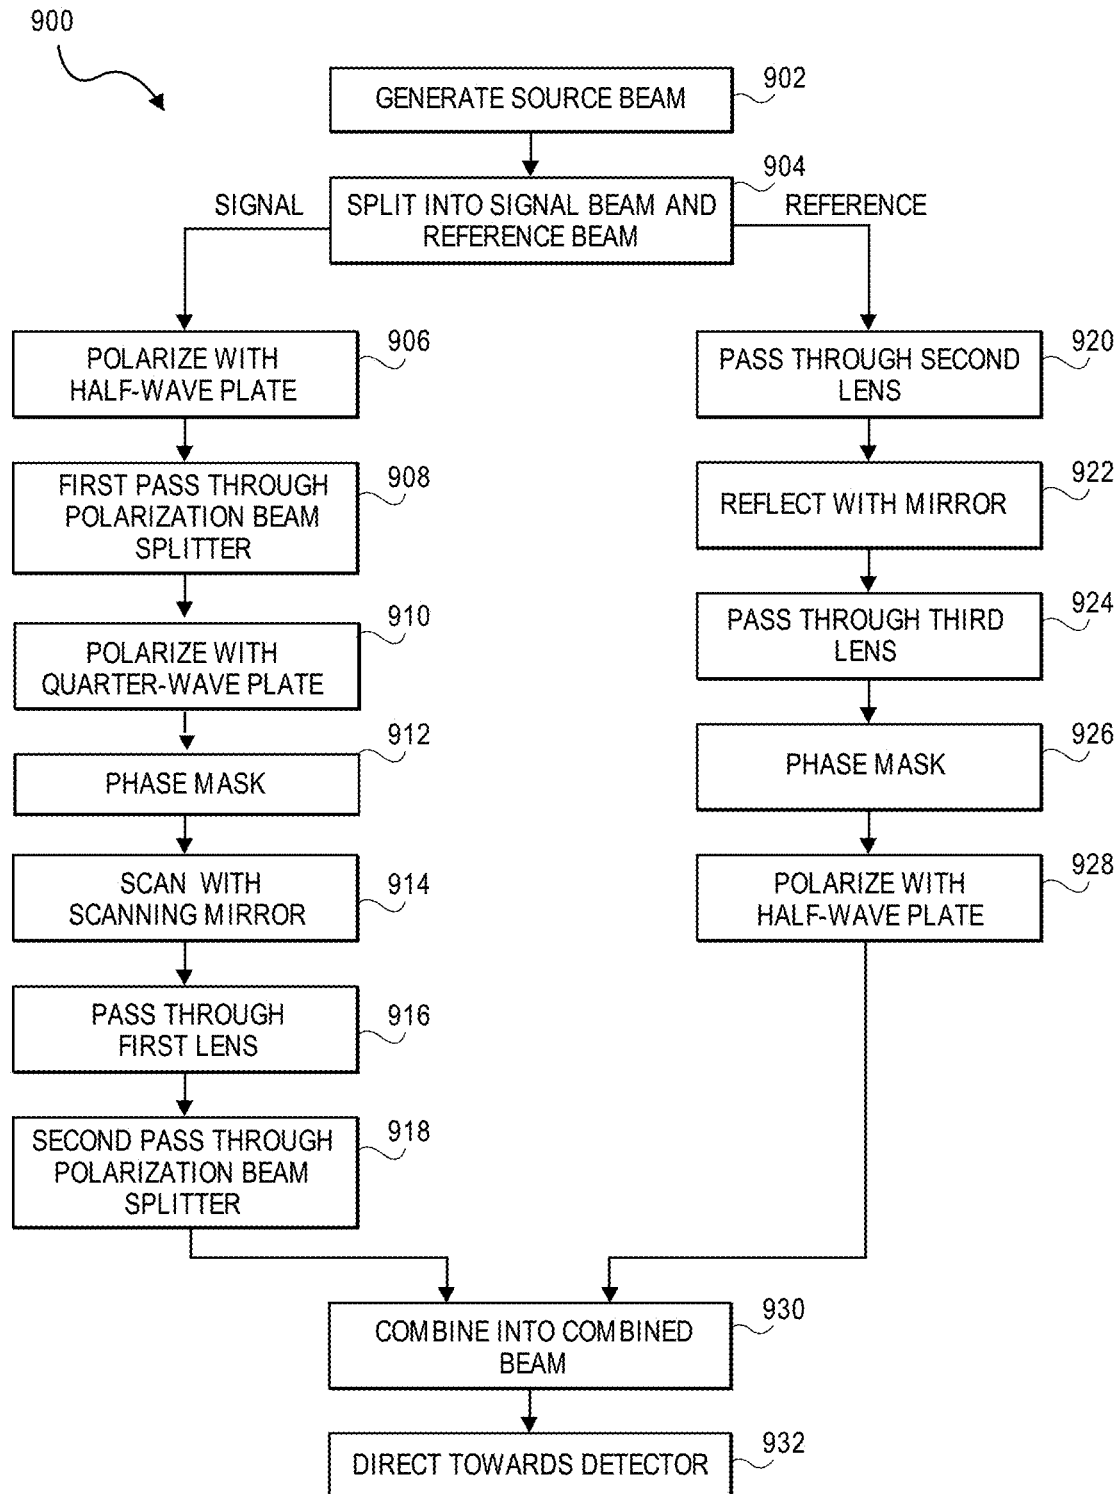 900
GENERATE SOURCE BEAM
902
SPLIT INTO SIGNAL BEAM AND
REFERENCE BEAM
904
SIGNAL
REFERENCE
POLARIZE WITH
HALF-WAVE PLATE
906
FIRST PASS THROUGH
POLARIZATION BEAM
SPLITTER
908
POLARIZE WITH
QUARTER-WAVE PLATE
910
PHASE MASK
912
SCAN WITH
SCANNING MIRROR
914
PASS THROUGH
FIRST LENS
916
SECOND PASS THROUGH
POLARIZATION BEAM
SPLITTER
918
PASS THROUGH SECOND
LENS
920
REFLECT WITH MIRROR
922
PASS THROUGH THIRD
LENS
924
PHASE MASK
926
POLARIZE WITH
HALF-WAVE PLATE
928
COMBINE INTO COMBINED
BEAM
930
DIRECT TOWARDS DETECTOR
932